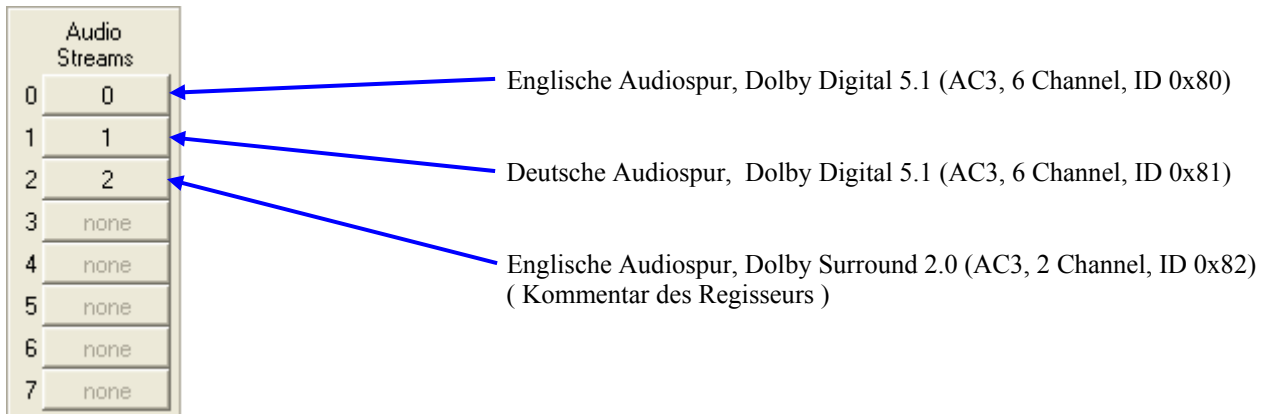 Audio
Streams
0 0
1 1
2 2
3 none
4 none
5 none
6 none
7 none
Englische Audiospur, Dolby Digital 5.1 (AC3, 6 Channel, ID 0x80)
Deutsche Audiospur, Dolby Digital 5.1 (AC3, 6 Channel, ID 0x81)
Englische Audiospur, Dolby Surround 2.0 (AC3, 2 Channel, ID 0x82)
( Kommentar des Regisseurs )